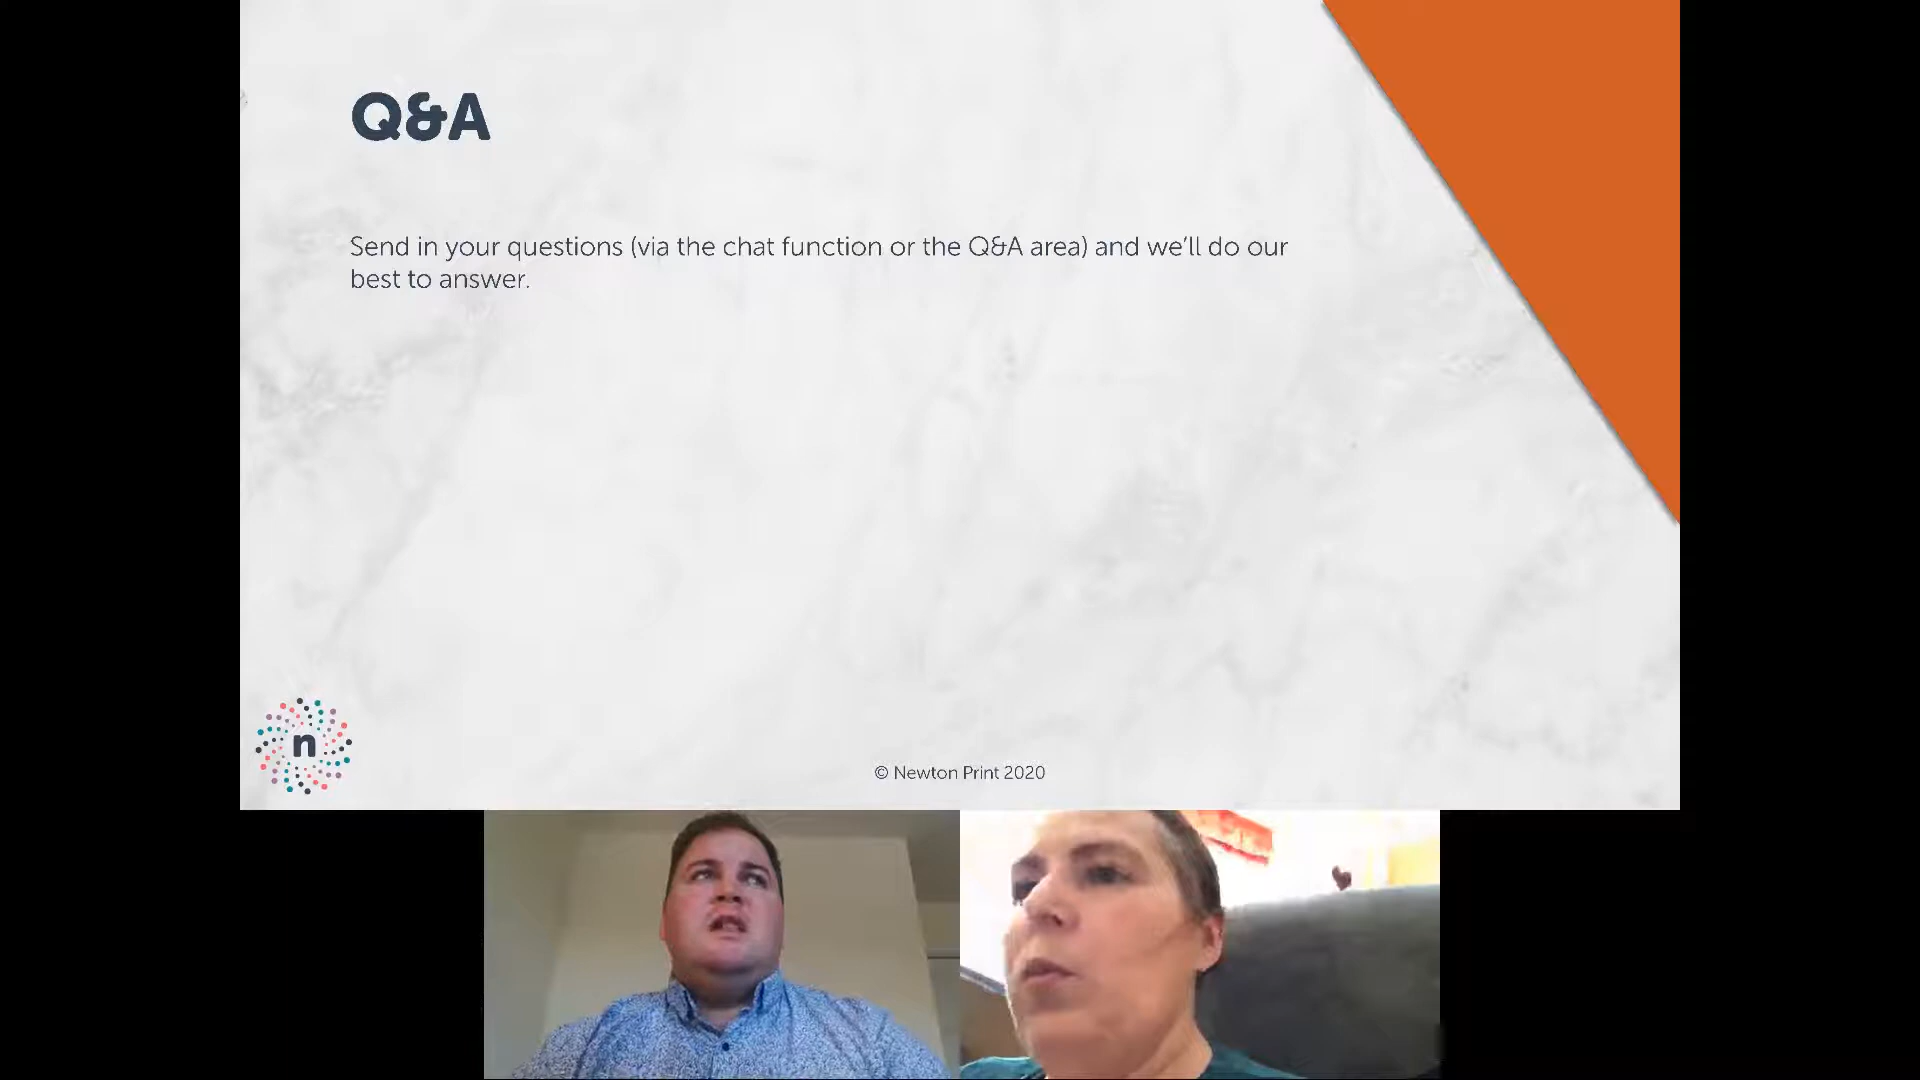 Q&A
Send in your questions (via the chat function or the Q&A area) and we'll do our
best to answer.
n
© Newton Print 2020